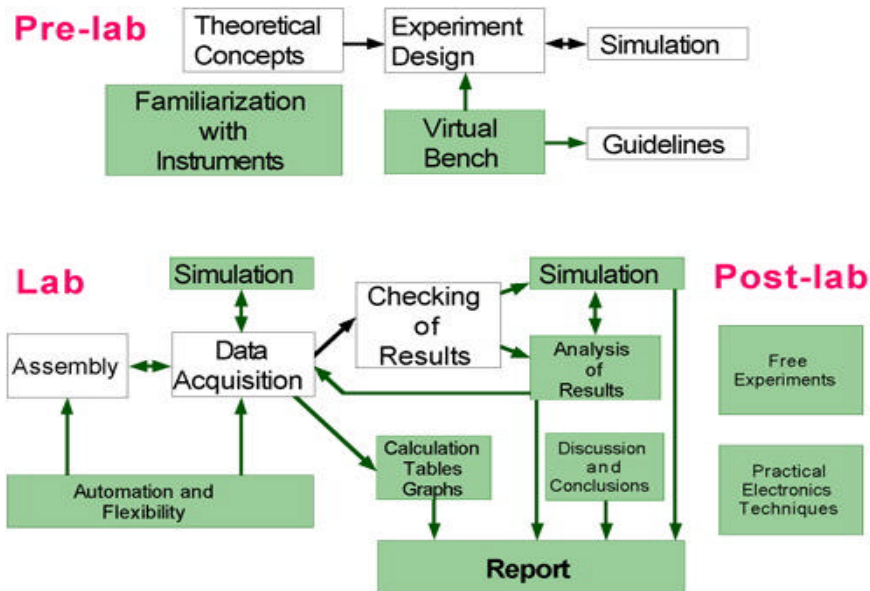 Pre-lab
Theoretical
Concepts
Experiment
Design
Simulation
Familiarization
with
Instruments
Virtual
Bench
Guidelines
Lab
Simulation
Checking
of
Results
Simulation
Post-lab
Assembly
Data
Acquisition
Analysis
of
Results
Free
Experiments
Calculation
Tables
Graphs
Discussion
and
Conclusions
Practical
Electronics
Techniques
Automation and
Flexibility
Report